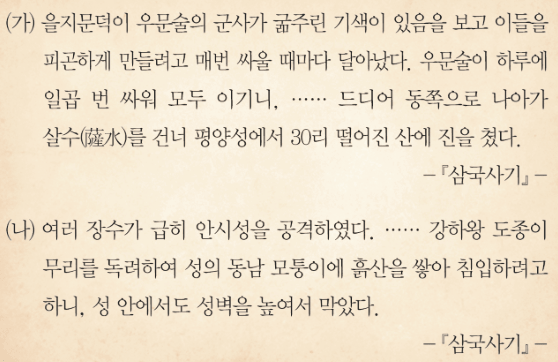 (가) 을지문덕이 우문술의 군사가 굶주린 기색이 있음을 보고 이들을
피곤하게 만들려고 매번 싸울 때마다 달아났다. 우문술이 하루에
일곱 번 싸워 모두 이기니, …… 드디어 동쪽으로 나아가
살수(薩水)를 건너 평양성에서 30리 떨어진 산에 진을 쳤다.
－『삼국사기』－
(나) 여러 장수가 급히 안시성을 공격하였다. …… 강하왕 도종이
무리를 독려하여 성의 동남 모퉁이에 흙산을 쌓아 침입하려고
하니, 성 안에서도 성벽을 높여서 막았다.
－『삼국사기』－